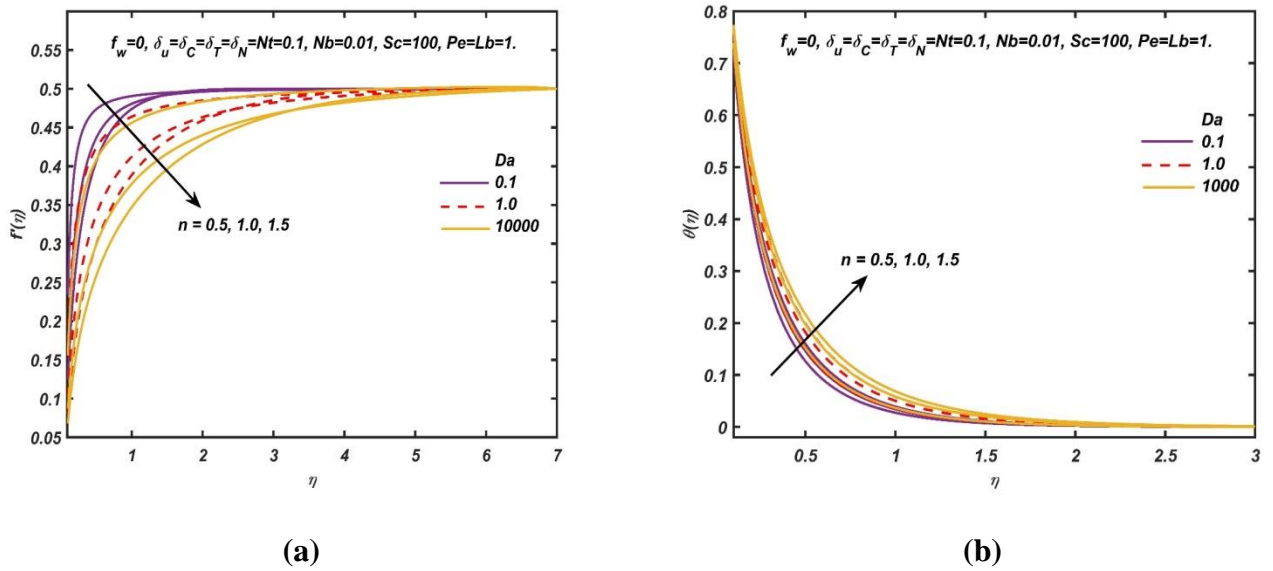 f_w=0, δ_u=δ_C=δ_T=δ_N=Nt=0.1, Nb=0.01, Sc=100, Pe=Lb=1.
0.55
0.5
0.45
0.4
0.35
0.3
0.25
0.2
0.15
0.1
0.05
f'(η)
Da
0.1
1.0
10000
n = 0.5, 1.0, 1.5
1 2 3 4 5 6 7
η
(a)
f_w=0, δ_u=δ_C=δ_T=δ_N=Nt=0.1, Nb=0.01, Sc=100, Pe=Lb=1.
0.8
0.7
0.6
0.5
0.4
0.3
0.2
0.1
0
θ(η)
Da
0.1
1.0
1000
n = 0.5, 1.0, 1.5
0.5 1 1.5 2 2.5 3
η
(b)